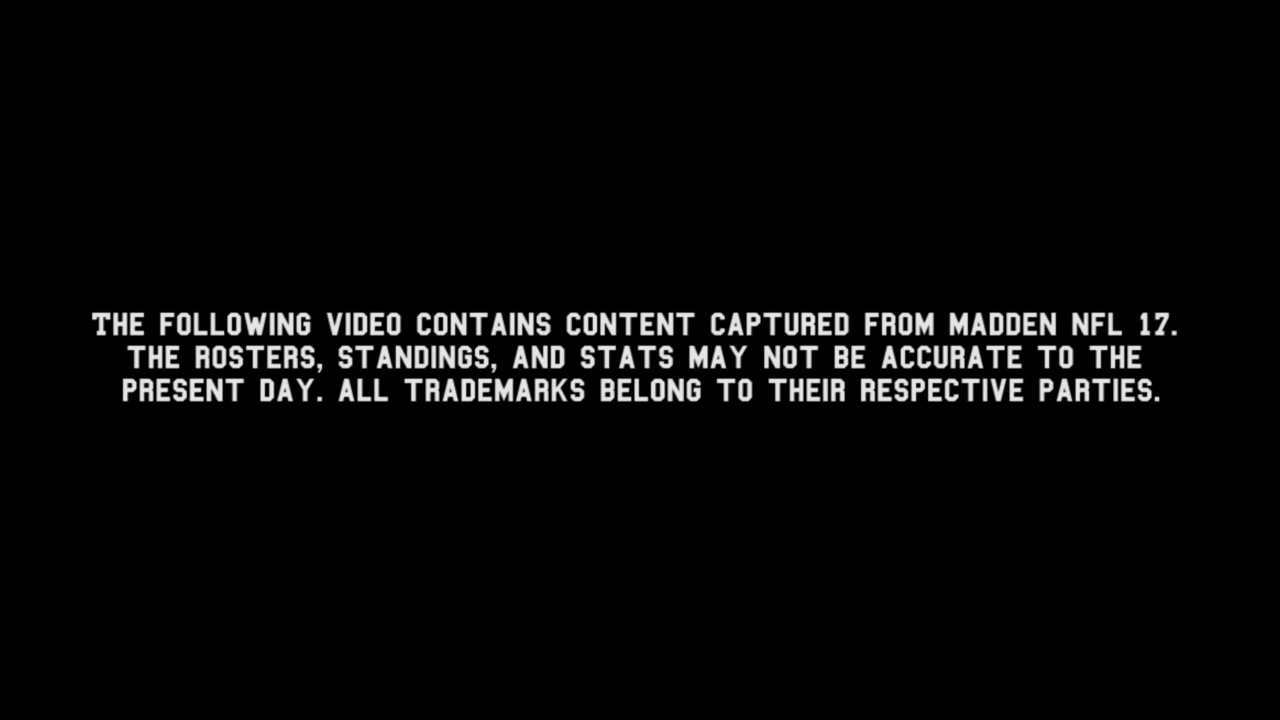 THE FOLLOWING VIDEO CONTAINS CONTENT CAPTURED FROM MADDEN NFL 17.
THE ROSTERS, STANDINGS, AND STATS MAY NOT BE ACCURATE TO THE
PRESENT DAY. ALL TRADEMARKS BELONG TO THEIR RESPECTIVE PARTIES.